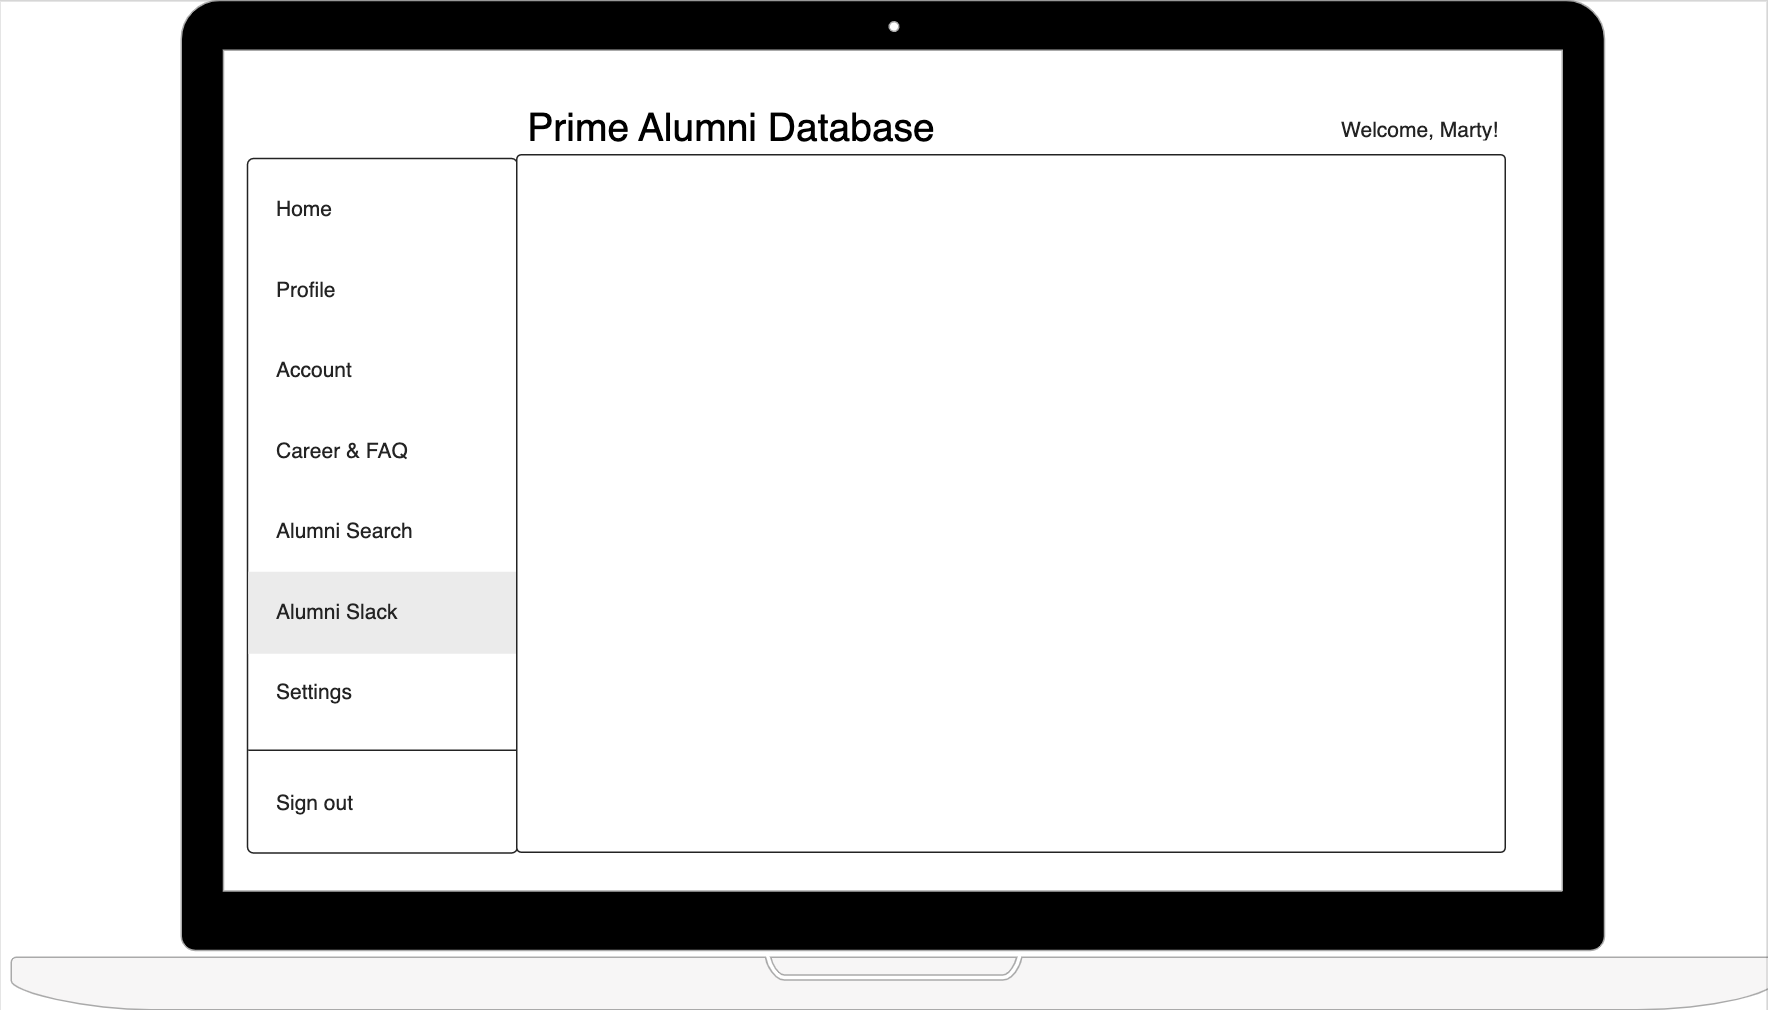 Prime Alumni Database
Welcome, Marty!
Home
Profile
Account
Career & FAQ
Alumni Search
Alumni Slack
Settings
Sign out